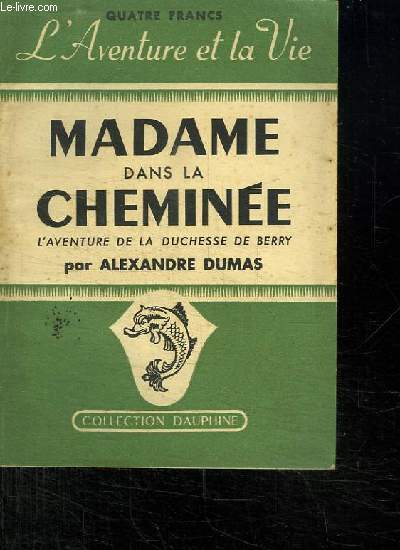 Le-livre.com
QUATRE FRANCS
L'Aventure et la Vie
MADAME
DANS LA
CHEMINÉE
L'AVENTURE DE LA DUCHESSE DE BERRY
par ALEXANDRE DUMAS
COLLECTION DAUPHINE